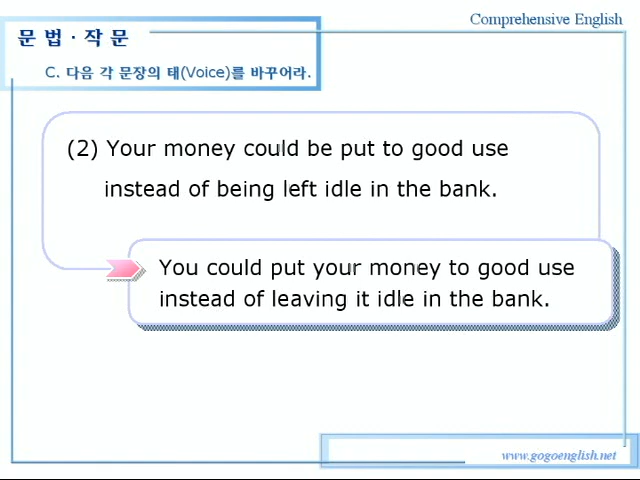 Comprehensive English
문 법 · 작 문
C. 다음 각 문장의 태(Voice)를 바꾸어라.
(2) Your money could be put to good use
instead of being left idle in the bank.
You could put your money to good use
instead of leaving it idle in the bank.
www.gogoenglish.net